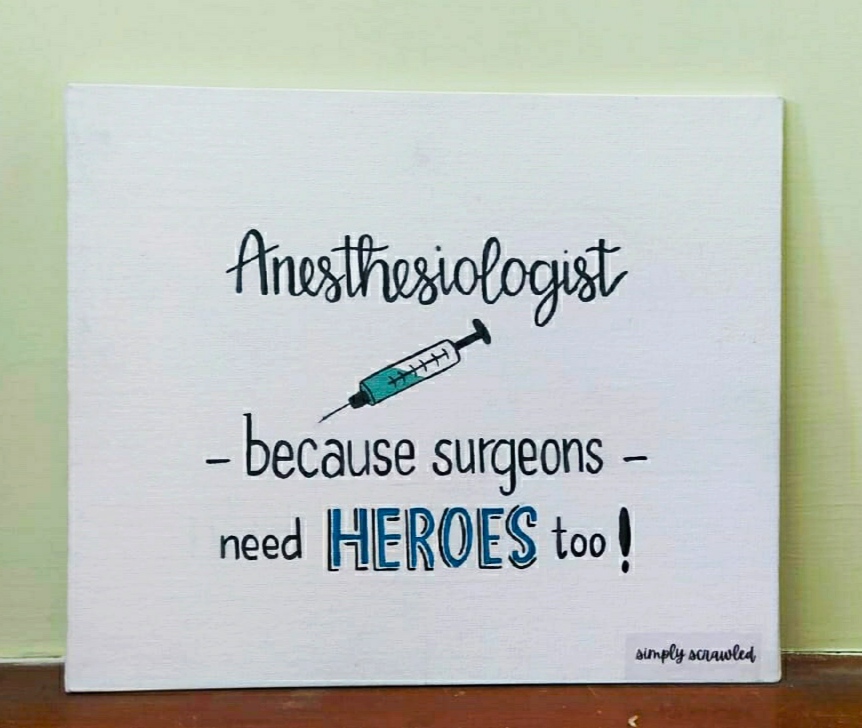 Anesthesiologist
- because surgeons -
need HEROES too!
simply scrawled